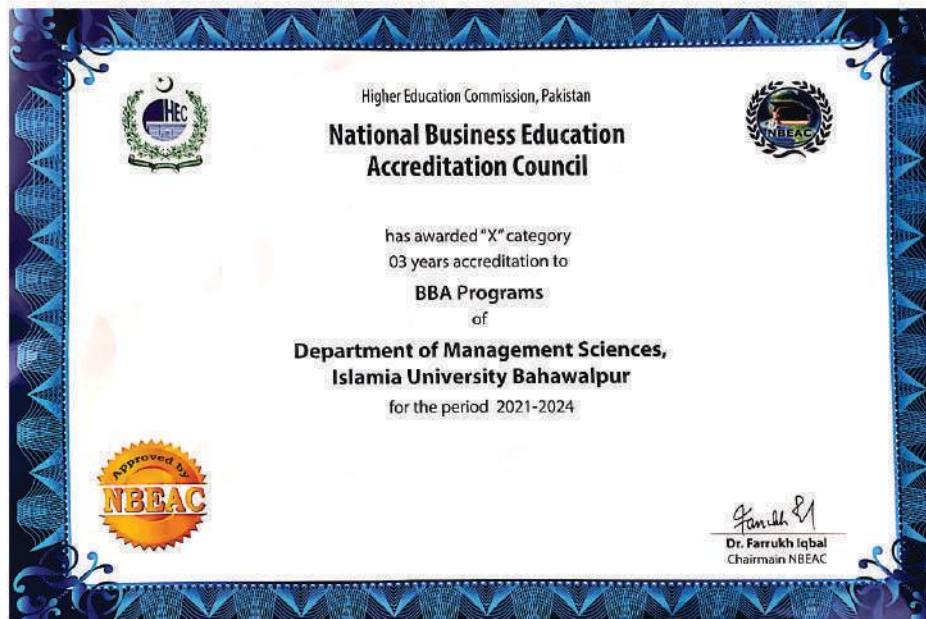 Higher Education Commission, Pakistan
HEC
NBEAC
National Business Education
Accreditation Council
has awarded "X" category
03 years accreditation to
BBA Programs
of
Department of Management Sciences,
Islamia University Bahawalpur
for the period 2021-2024
Approved by
NBEAC
Dr. Farrukh Iqbal
Chairmain NBEAC